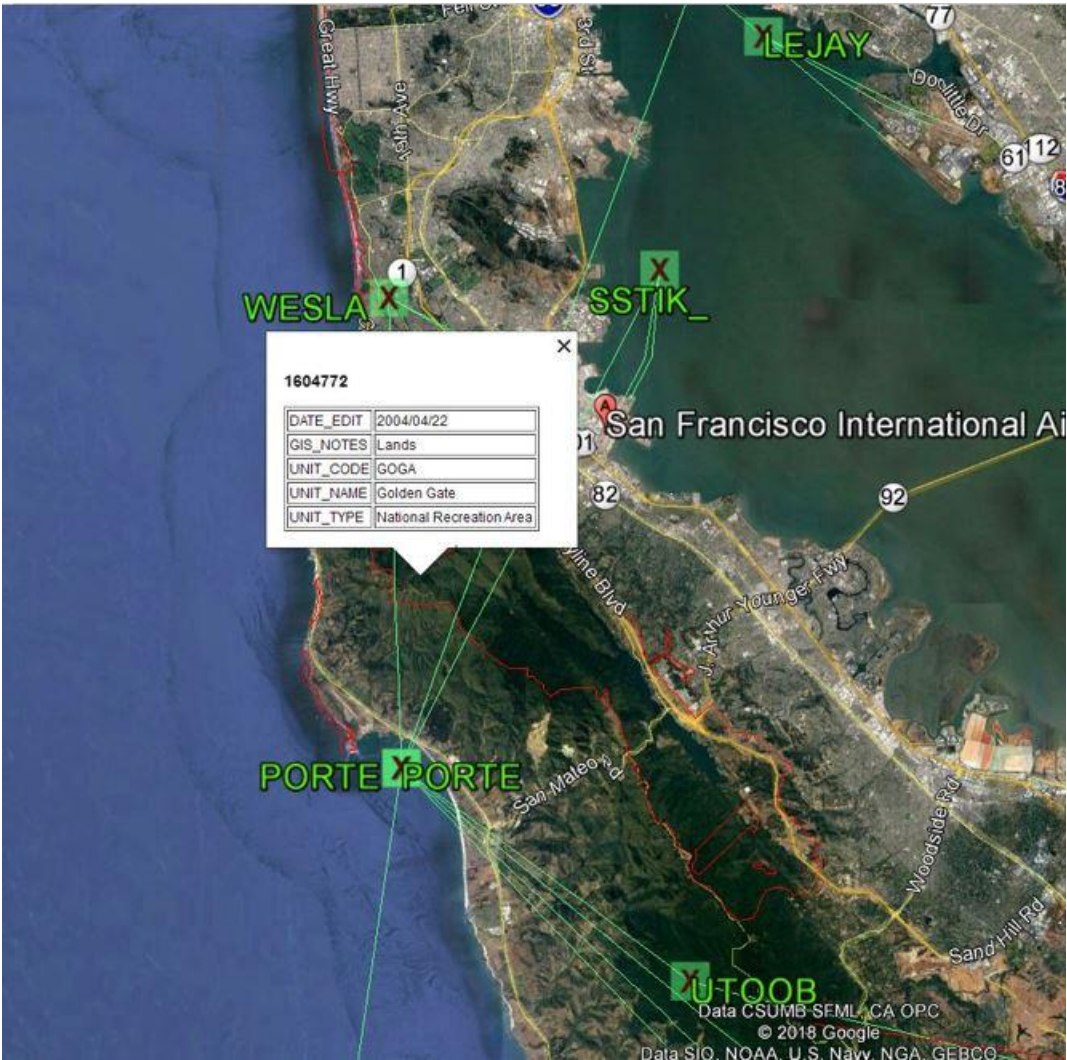 Great Hwy
19th Ave
3rd St
77
LEJAY
Doolittle Dr
61
112
1
WESLA
SSTIK_
1604772
DATE_EDIT 2004/04/22
GIS_NOTES Lands
UNIT_CODE GOGA
UNIT_NAME Golden Gate
UNIT_TYPE National Recreation Area
A
San Francisco International Ai
82
92
yline Blvd
J. Arthur Younger Fwy
PORTE PORTE
San Mateo Rd
Woodside Rd
Sand Hill Rd
UTOOB
Data CSUMB SFML, CA OPC
© 2018 Google
Data SIO, NOAA, U.S. Navy, NGA, GEBCO